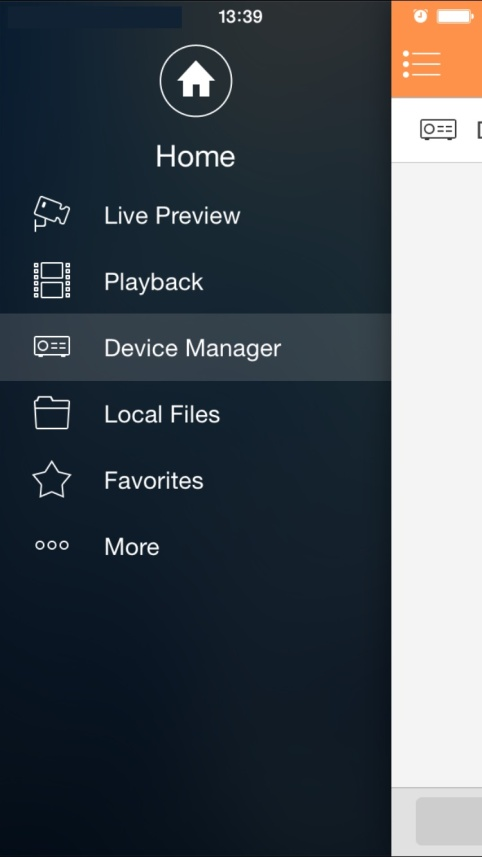 13:39
Home
Live Preview
Playback
Device Manager
Local Files
Favorites
More